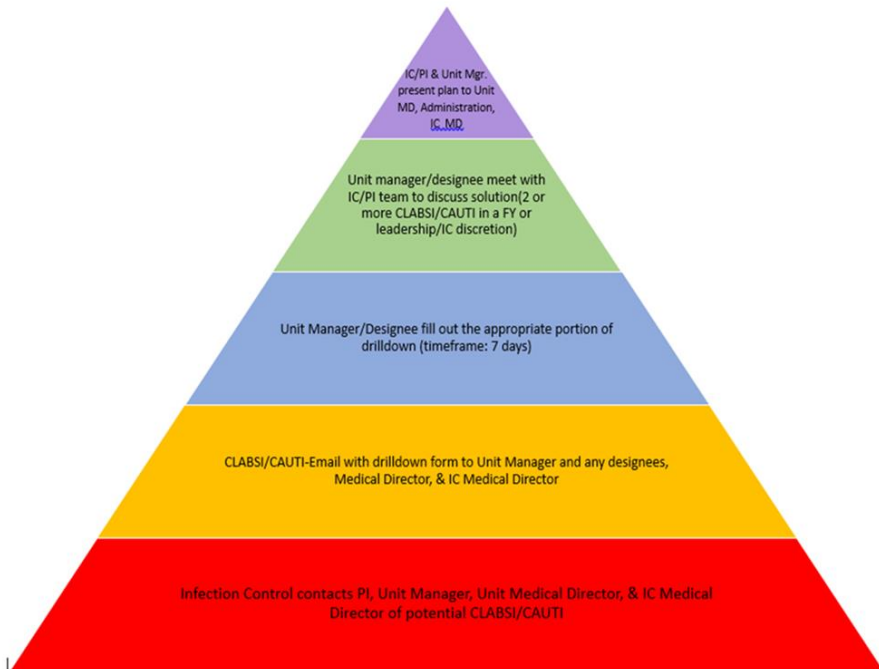 IC/PI & Unit Mgr.
present plan to Unit
MD, Administration,
IC MD
Unit manager/designee meet with
IC/PI team to discuss solution(2 or
more CLABSI/CAUTI in a FY or
leadership/IC discretion)
Unit Manager/Designee fill out the appropriate portion of
drilldown (timeframe: 7 days)
CLABSI/CAUTI-Email with drilldown form to Unit Manager and any designees,
Medical Director, & IC Medical Director
Infection Control contacts PI, Unit Manager, Unit Medical Director, & IC Medical
Director of potential CLABSI/CAUTI